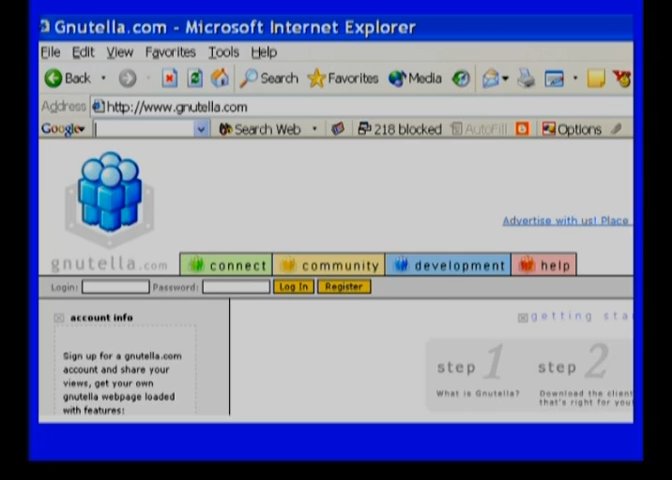 Gnutella.com - Microsoft Internet Explorer
File Edit View Favorites Tools Help
Back Search Favorites Media
Address http://www.gnutella.com
Google Search Web 218 blocked AutoFill Options
Advertise with us! Place
gnutella.com connect community development help
Login: Password: Log In Register
account info
getting sta
step 1 step 2
Sign up for a gnutella.com
account and share your
views, get your own
gnutella webpage loaded
with features:
What is Gnutella? Download the client
that's right for you!